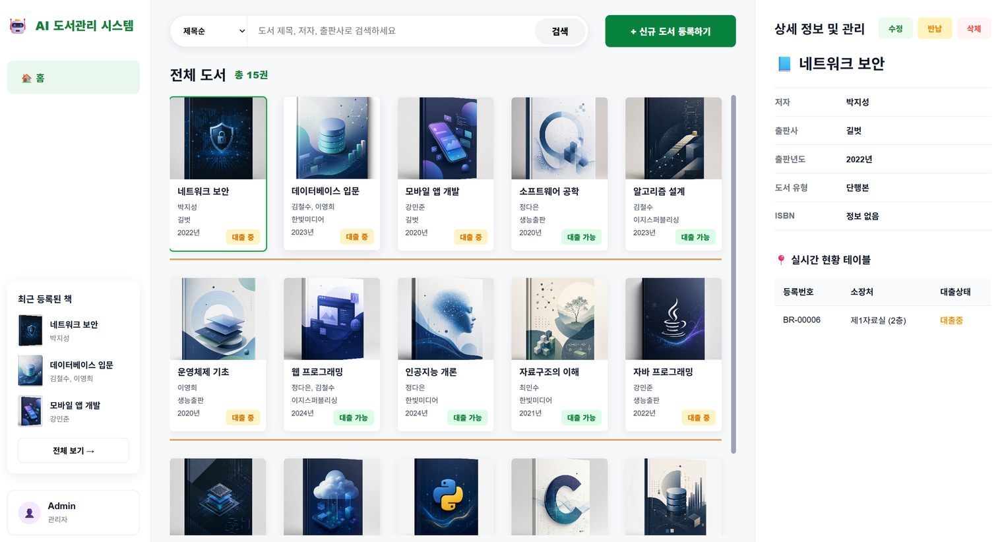 AI 도서관리 시스템
홈
최근 등록된 책
네트워크 보안
박지성
데이터베이스 입문
김철수, 이영희
모바일 앱 개발
강민준
전체 보기 →
Admin
관리자
제목순
도서 제목, 저자, 출판사로 검색하세요
검색
+ 신규 도서 등록하기
전체 도서 총 15권
네트워크 보안
박지성
길벗
2022년
대출 중
데이터베이스 입문
김철수, 이영희
한빛미디어
2023년
대출 중
모바일 앱 개발
강민준
길벗
2020년
대출 중
소프트웨어 공학
정다은
생능출판
2020년
대출 가능
알고리즘 설계
김철수
이지스퍼블리싱
2023년
대출 가능
운영체제 기초
이영희
생능출판
2020년
대출 중
웹 프로그래밍
정다은, 김철수
이지스퍼블리싱
2024년
대출 가능
인공지능 개론
정다은
한빛미디어
2024년
대출 가능
자료구조의 이해
최민수
한빛미디어
2021년
대출 가능
자바 프로그래밍
강민준
생능출판
2022년
대출 중
C
상세 정보 및 관리
수정
반납
삭제
네트워크 보안
저자 박지성
출판사 길벗
출판년도 2022년
도서 유형 단행본
ISBN 정보 없음
실시간 현황 테이블
등록번호 소장처 대출상태
BR-00006 제1자료실 (2층) 대출중